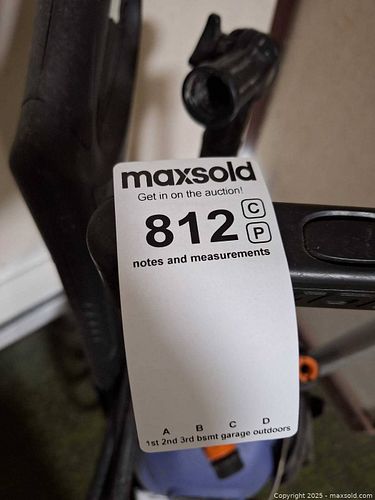 maxsold
Get in on the auction!
812
C
P
notes and measurements
A B C D
1st 2nd 3rd bsmt garage outdoors
Copyright 2025 - maxsold.com